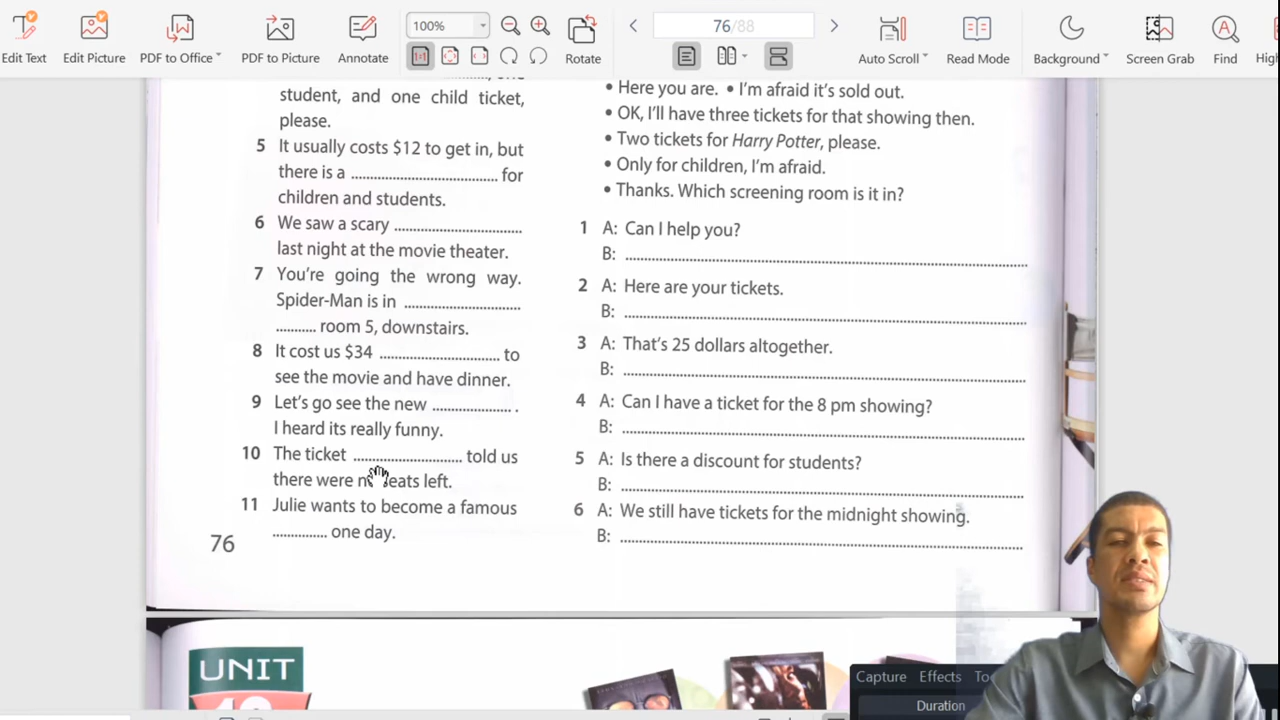 Edit Text
Edit Picture
PDF to Office
PDF to Picture
Annotate
100%
Rotate
76/88
Auto Scroll
Read Mode
Background
Screen Grab
Find
student, and one child ticket,
please.
5 It usually costs $12 to get in, but
there is a .................................. for
children and students.
6 We saw a scary ..............................
last night at the movie theater.
7 You're going the wrong way.
Spider-Man is in ...........................
.......... room 5, downstairs.
8 It cost us $34 ............................ to
see the movie and have dinner.
9 Let's go see the new .................... .
I heard its really funny.
10 The ticket ........................... told us
there were left.
11 Julie wants to become a famous
.............. one day.
76
• Here you are. • I'm afraid it's sold out.
• OK, I'll have three tickets for that showing then.
• Two tickets for Harry Potter, please.
• Only for children, I'm afraid.
• Thanks. Which screening room is it in?
1 A: Can I help you?
B: ........................................
2 A: Here are your tickets.
B: ........................................
3 A: That's 25 dollars altogether.
B: ........................................
4 A: Can I have a ticket for the 8 pm showing?
B: ........................................
5 A: Is there a discount for students?
B: ........................................
6 A: We still have tickets for the midnight showing.
B: ........................................
UNIT
Capture
Effects
Duration